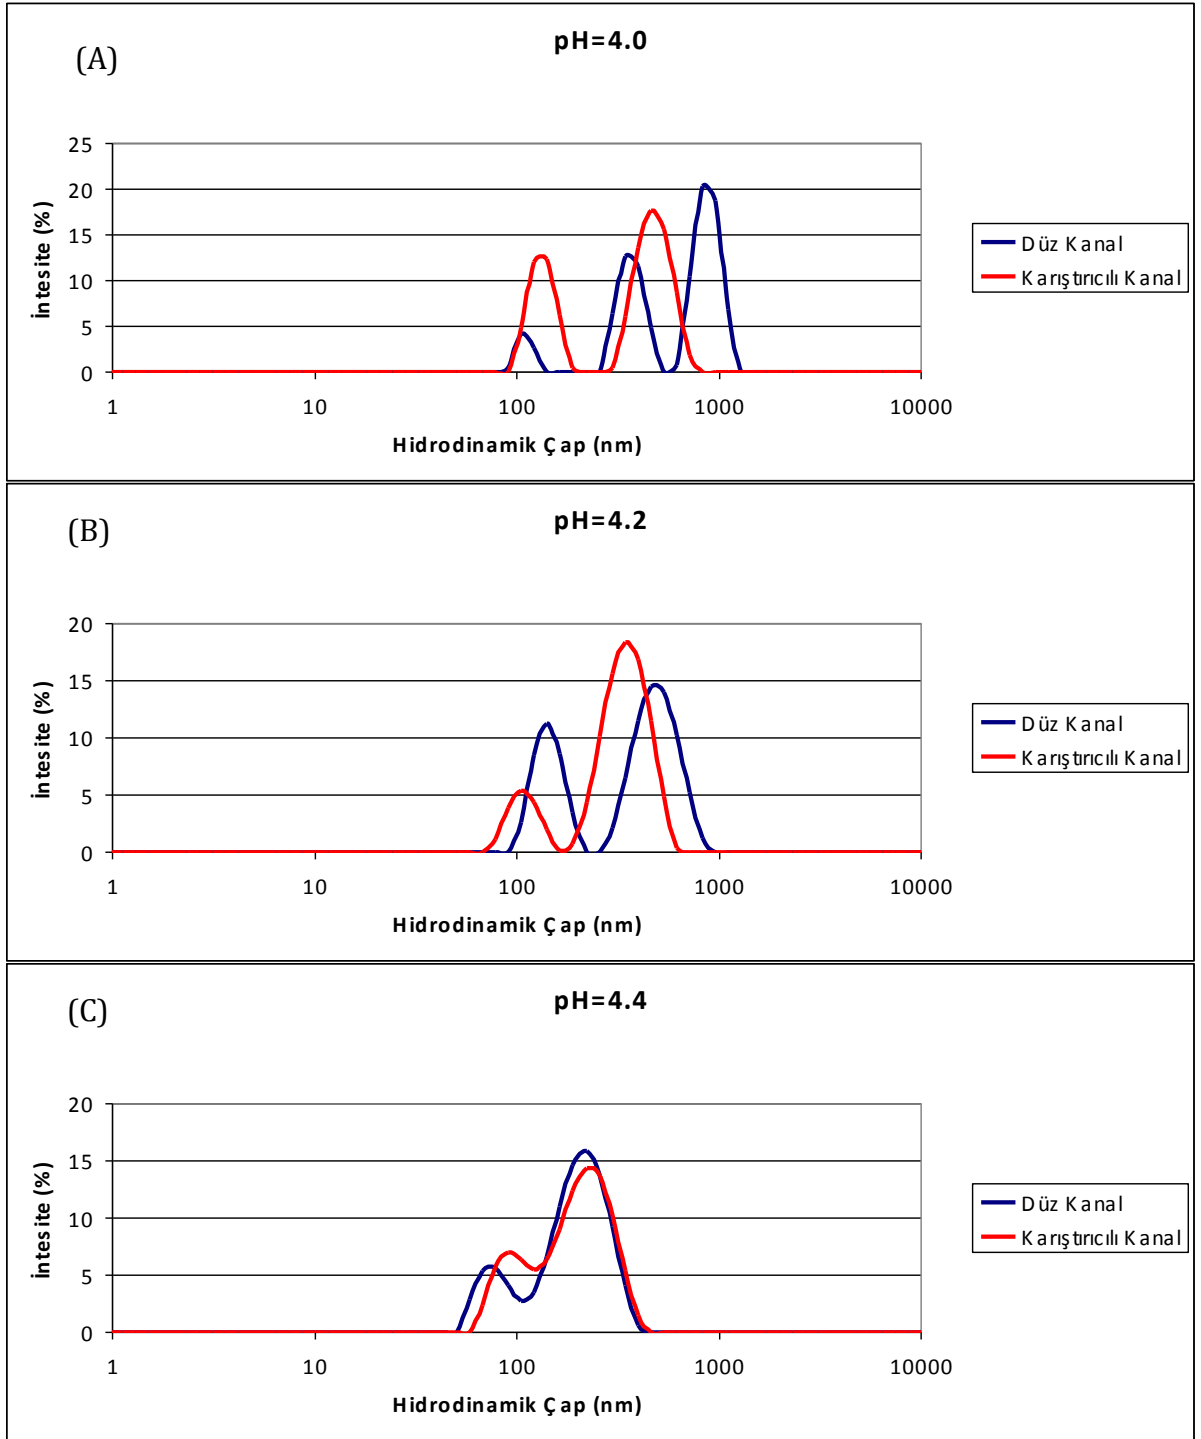 (A)
pH=4.0
25
20
15
10
5
0
İntesite (%)
1 10 100 1000 10000
Hidrodinamik Çap (nm)
Düz Kanal
Karıştırıcılı Kanal
(B)
pH=4.2
20
15
10
5
0
İntesite (%)
1 10 100 1000 10000
Hidrodinamik Çap (nm)
Düz Kanal
Karıştırıcılı Kanal
(C)
pH=4.4
20
15
10
5
0
İntesite (%)
1 10 100 1000 10000
Hidrodinamik Çap (nm)
Düz Kanal
Karıştırıcılı Kanal